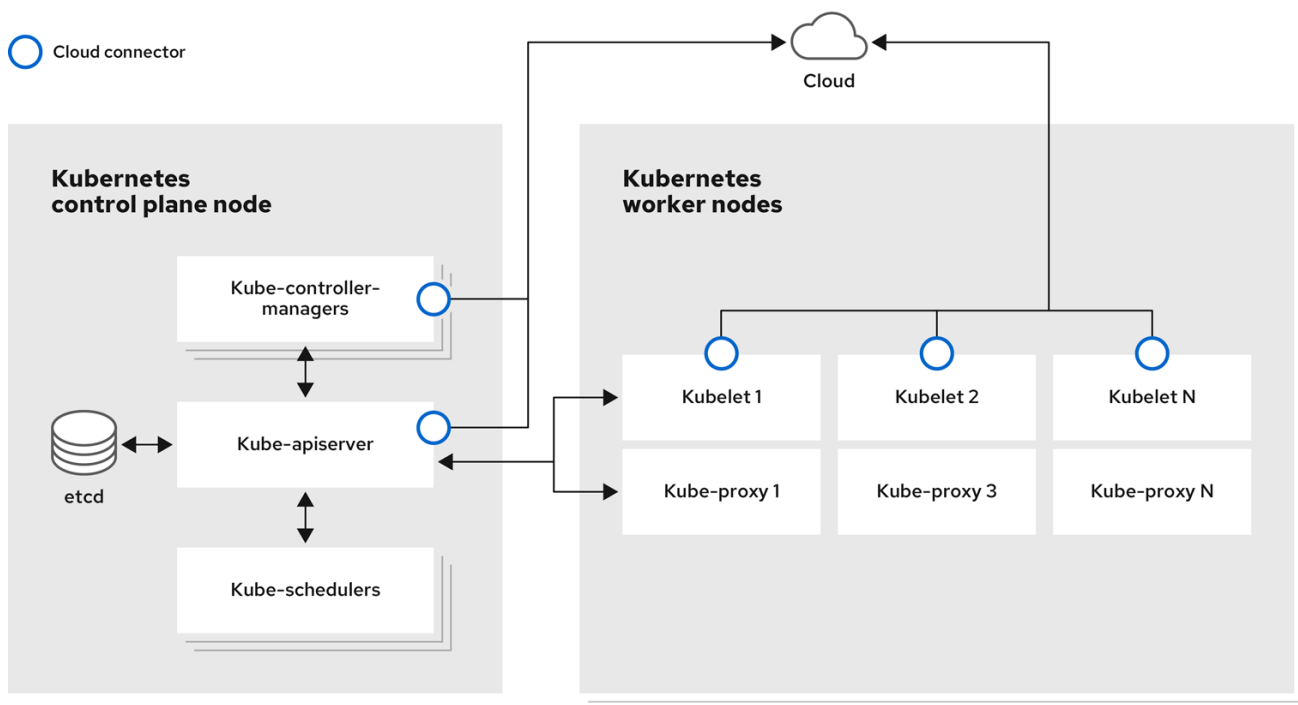 Cloud connector
Cloud
Kubernetes
control plane node
Kube-controller-
managers
Kube-apiserver
etcd
Kube-schedulers
Kubernetes
worker nodes
Kubelet 1
Kubelet 2
Kubelet N
Kube-proxy 1
Kube-proxy 3
Kube-proxy N